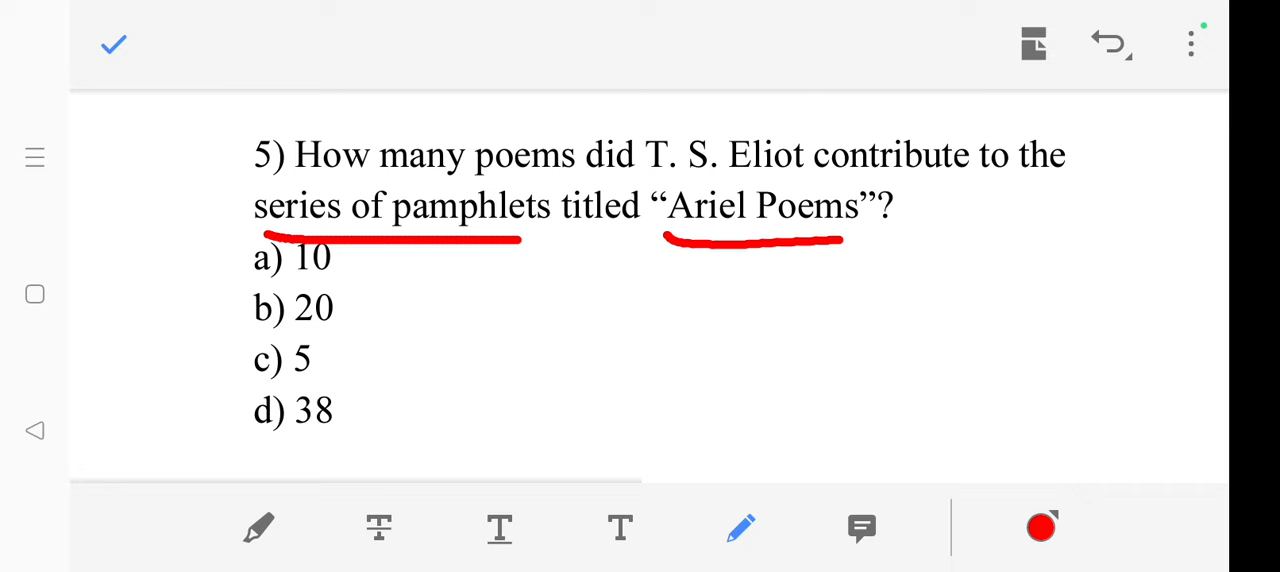 5) How many poems did T. S. Eliot contribute to the
series of pamphlets titled “Ariel Poems”?
a) 10
b) 20
c) 5
d) 38